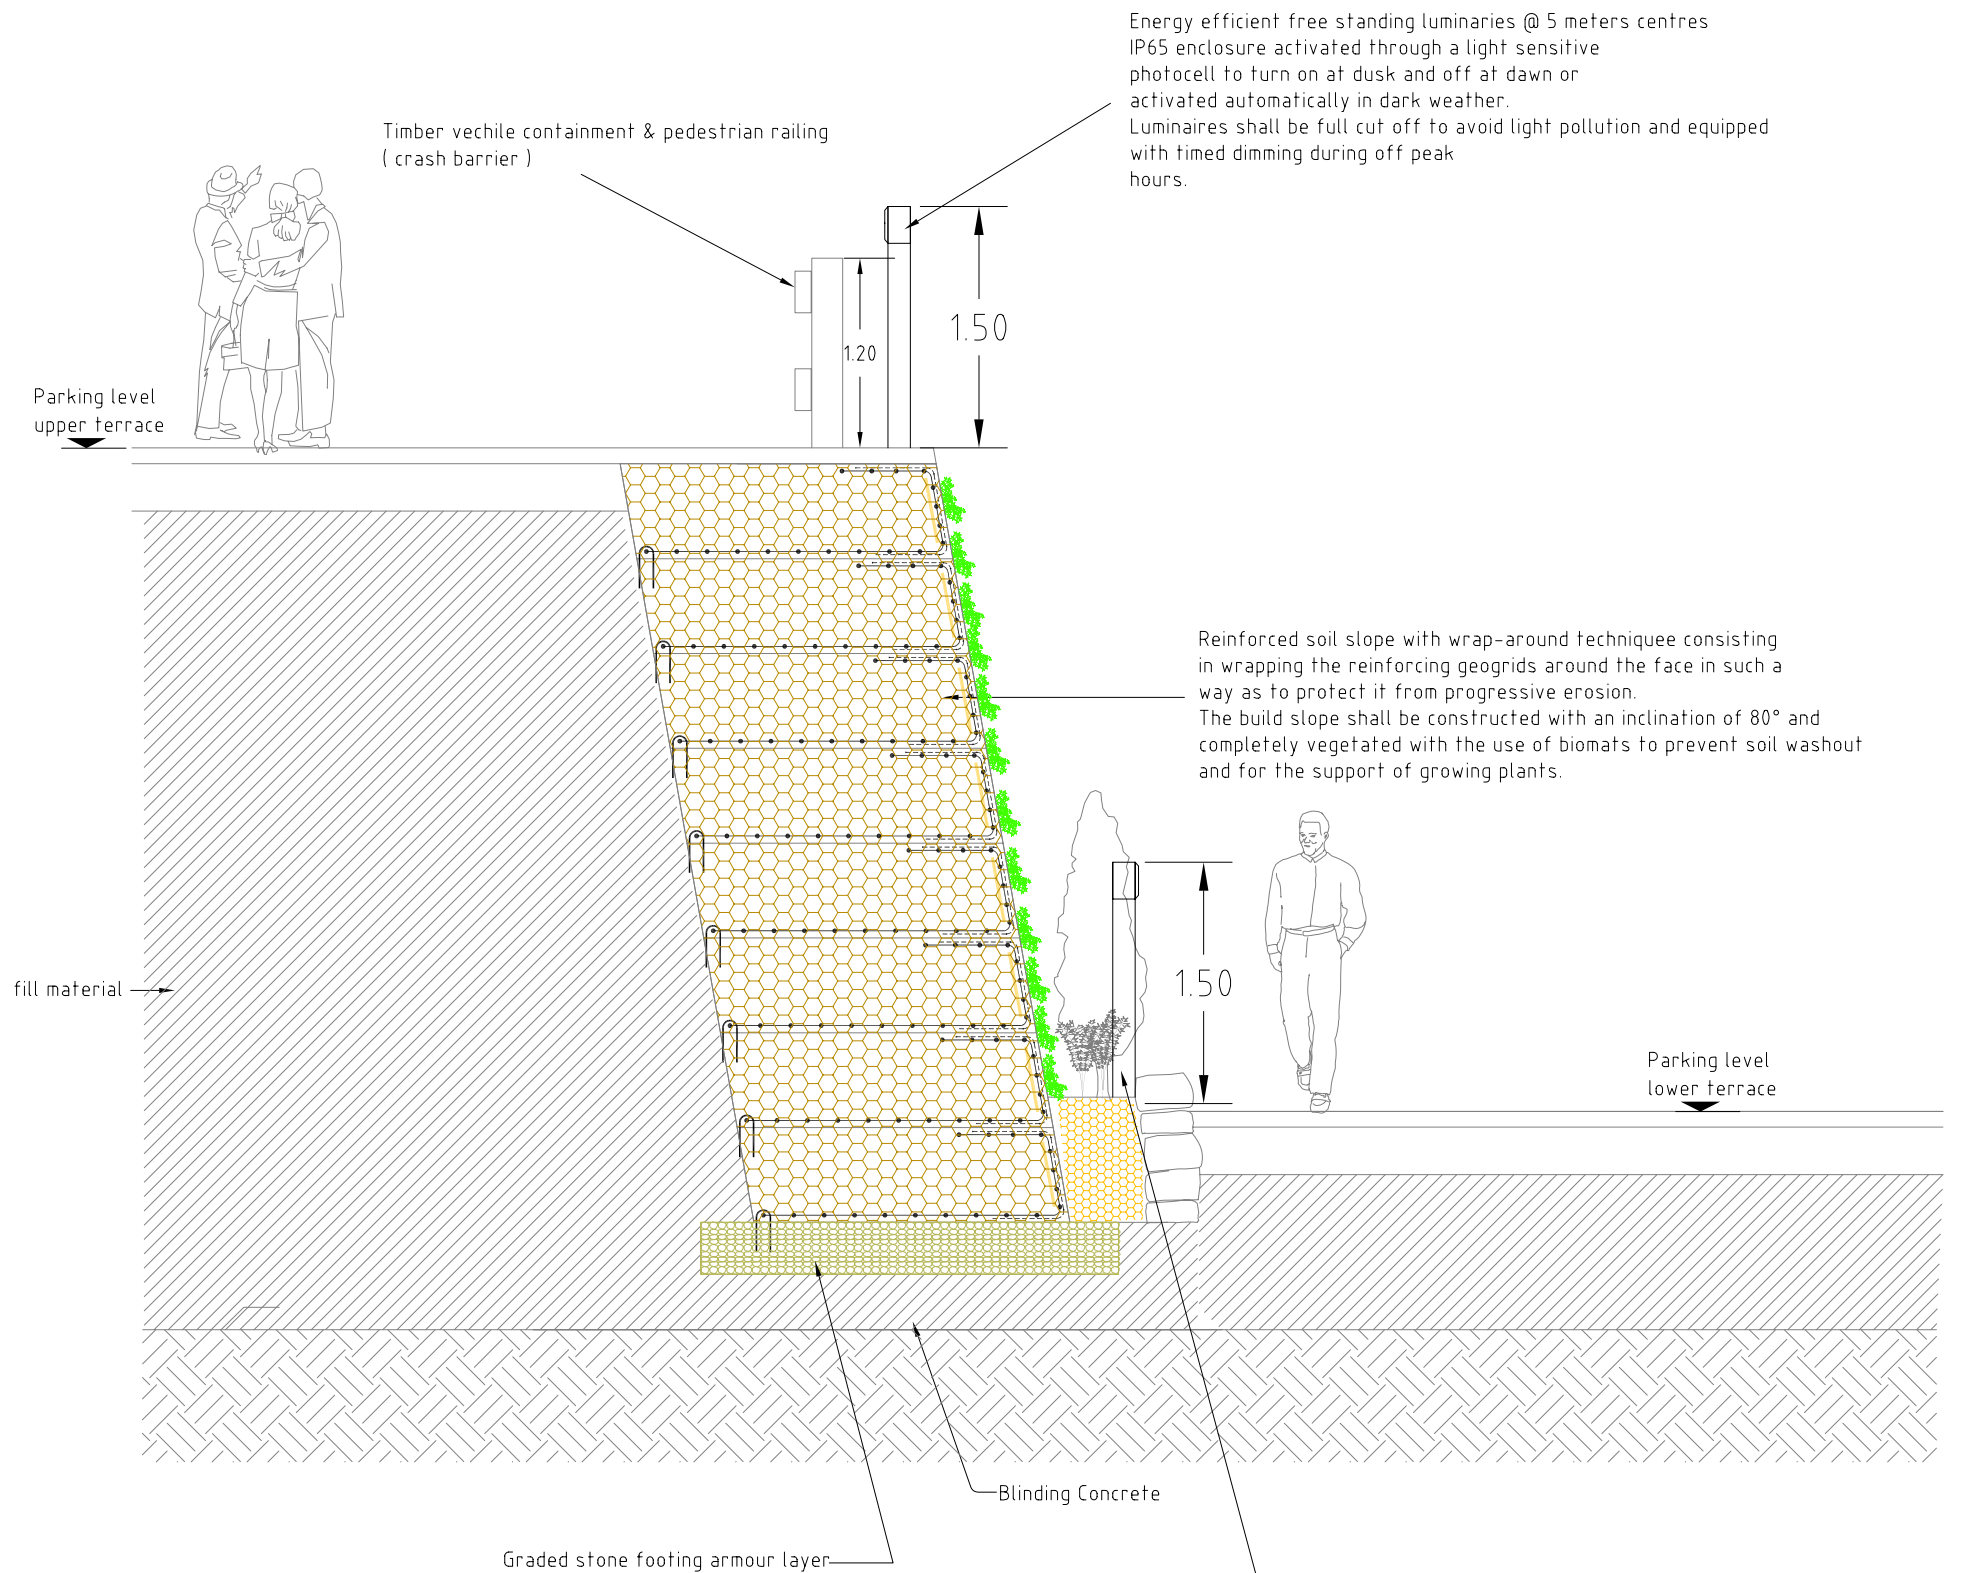 Energy efficient free standing luminaries @ 5 meters centres
IP65 enclosure activated through a light sensitive
photocell to turn on at dusk and off at dawn or
activated automatically in dark weather.
Luminaires shall be full cut off to avoid light pollution and equipped
with timed dimming during off peak
hours.
Timber vechile containment & pedestrian railing
( crash barrier )
1.50
1.20
Parking level
upper terrace
Reinforced soil slope with wrap-around techniquee consisting
in wrapping the reinforcing geogrids around the face in such a
way as to protect it from progressive erosion.
The build slope shall be constructed with an inclination of 80° and
completely vegetated with the use of biomats to prevent soil washout
and for the support of growing plants.
1.50
fill material
Parking level
lower terrace
Blinding Concrete
Graded stone footing armour layer